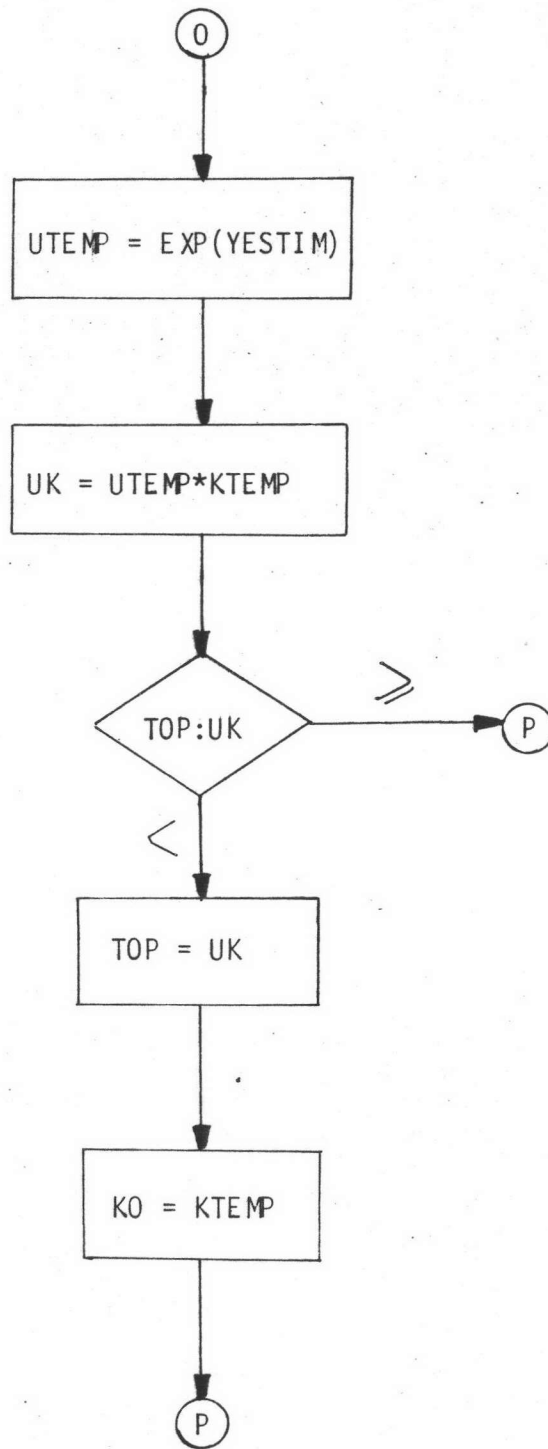 O
UTEMP = EXP(YESTIM)
UK = UTEMP*KTEMP
TOP:UK
≥
P
<
TOP = UK
KO = KTEMP
P